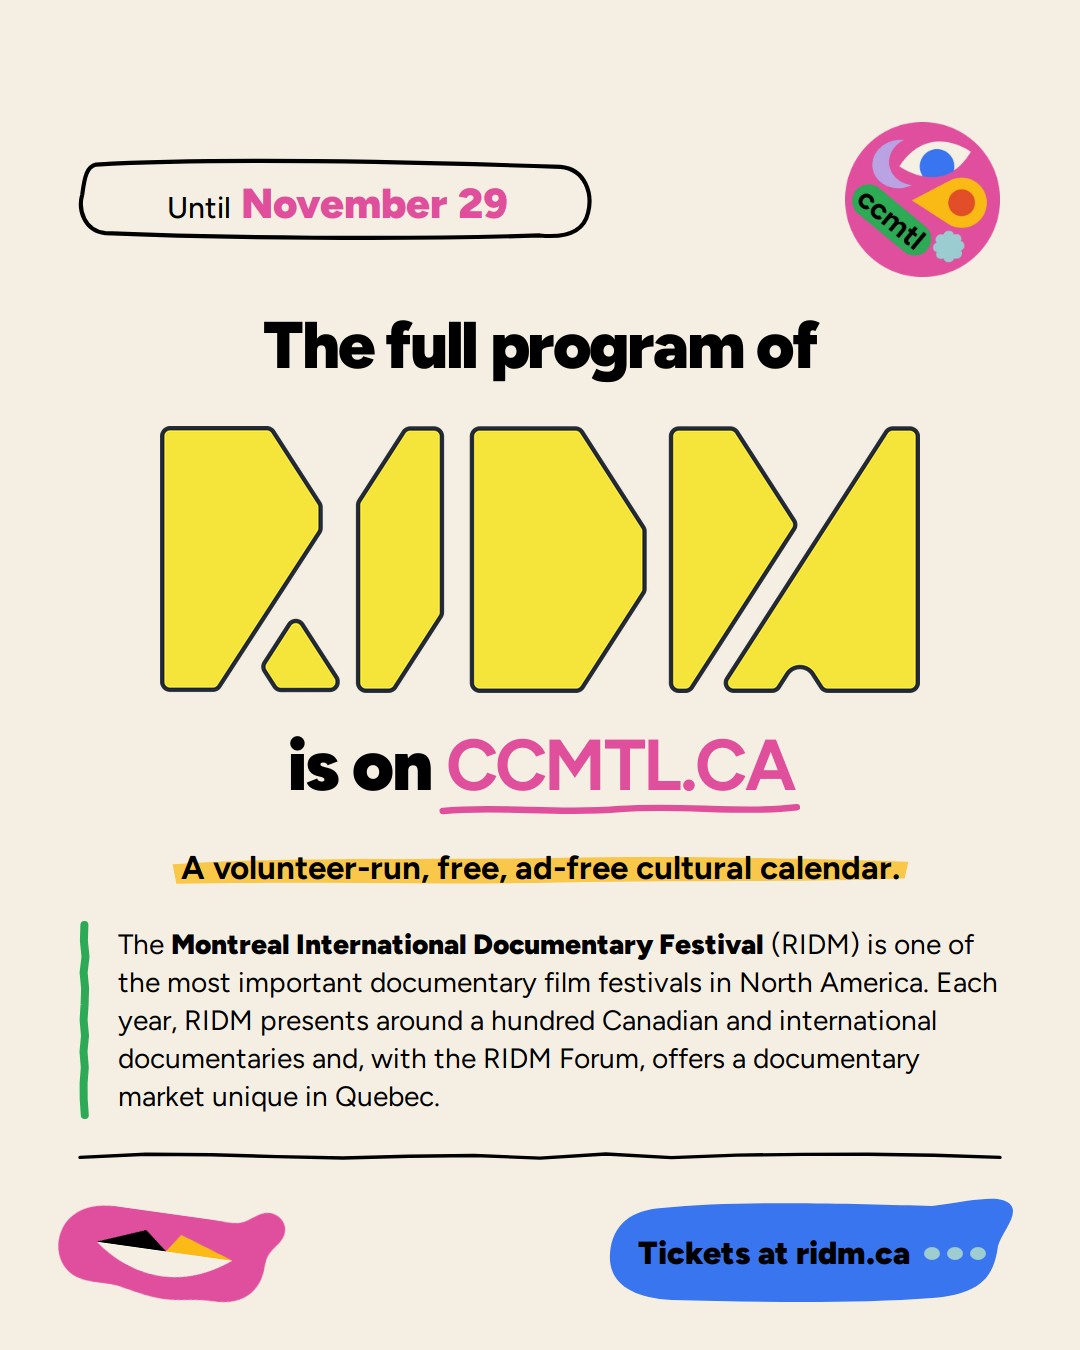 Until November 29
ccmtl
The full program of
RIDM
is on CCMTL.CA
A volunteer-run, free, ad-free cultural calendar.
The Montreal International Documentary Festival (RIDM) is one of
the most important documentary film festivals in North America. Each
year, RIDM presents around a hundred Canadian and international
documentaries and, with the RIDM Forum, offers a documentary
market unique in Quebec.
Tickets at ridm.ca